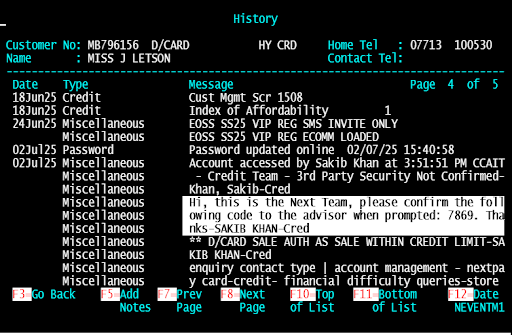 History
Customer No: MB796156 D/CARD HY CRD Home Tel : 07713 100530
Name : MISS J LETSON Contact Tel:
Date Type Message Page 4 of 5
18Jun25 Credit Cust Mgmt Scr 1508
18Jun25 Credit Index of Affordability 1
24Jun25 Miscellaneous EOSS SS25 VIP REG SMS INVITE ONLY
Miscellaneous EOSS SS25 VIP REG ECOMM LOADED
02Jul25 Password Password updated online 02/07/25 15:40:58
02Jul25 Miscellaneous Account accessed by Sakib Khan at 3:51:51 PM CCAIT
Miscellaneous - Credit Team - 3rd Party Security Not Confirmed-
Miscellaneous Khan, Sakib-Cred
Miscellaneous Hi, this is the Next Team, please confirm the foll
Miscellaneous owing code to the advisor when prompted: 7869. Tha
Miscellaneous nks-SAKIB KHAN-Cred
Miscellaneous ** D/CARD SALE AUTH AS SALE WITHIN CREDIT LIMIT-SA
Miscellaneous KIB KHAN-Cred
Miscellaneous enquiry contact type | account management - nextpa
Miscellaneous y card-credit- financial difficulty queries-store
F3=Go Back F5=Add F7=Prev F8=Next F10=Top F11=Bottom F12=Date
Notes Page Page of List of List NEVENTM1